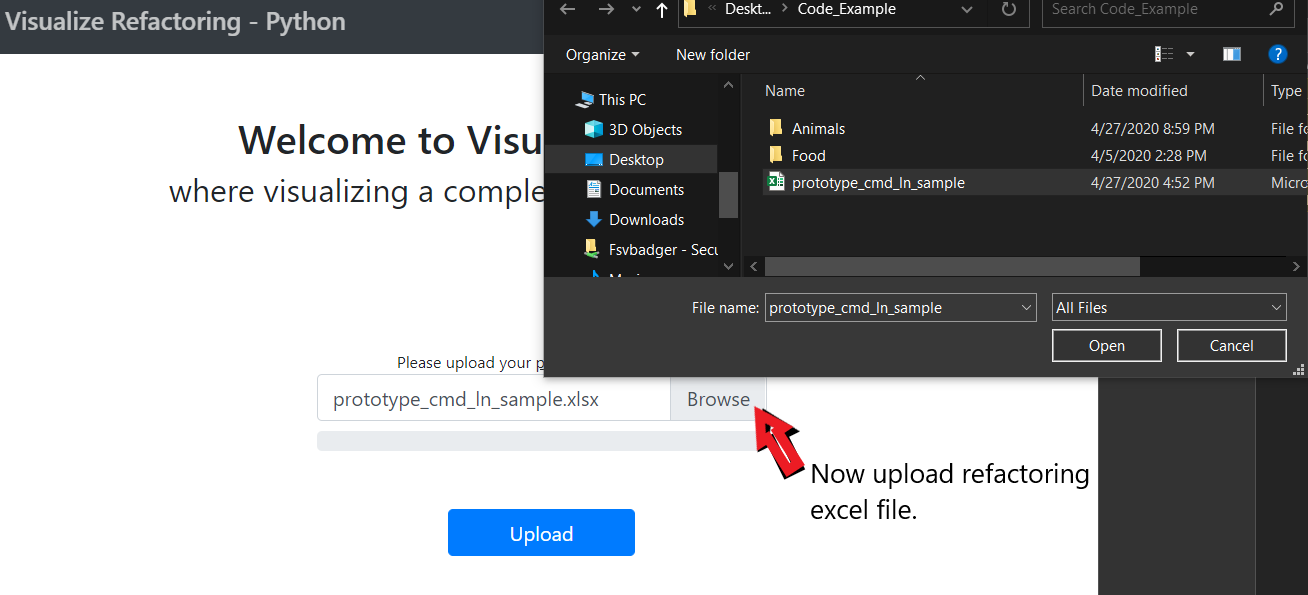 Visualize Refactoring - Python
Welcome to Visu
where visualizing a comple
Please upload your p
prototype_cmd_ln_sample.xlsx
Browse
Upload
Now upload refactoring
excel file.
« Deskt... > Code_Example
Search Code_Example
Organize
New folder
?
This PC
3D Objects
Desktop
Documents
Downloads
Fsvbadger - Secu
Name Date modified Type
Animals 4/27/2020 8:59 PM File fo
Food 4/5/2020 2:28 PM File fo
prototype_cmd_ln_sample 4/27/2020 4:52 PM Micro
File name: prototype_cmd_ln_sample
All Files
Open
Cancel